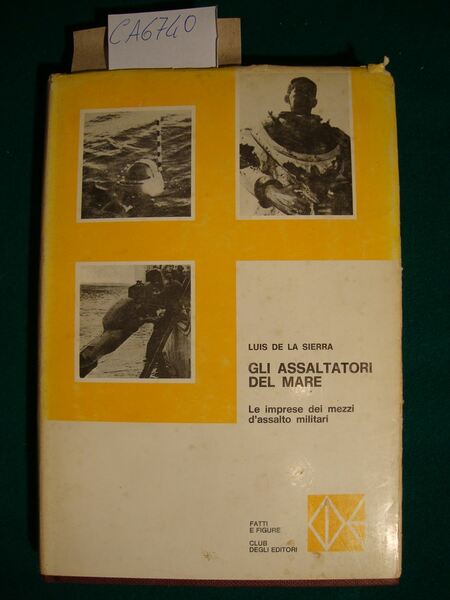 CA6740
LUIS DE LA SIERRA
GLI ASSALTATORI
DEL MARE
Le imprese dei mezzi
d'assalto militari
FATTI
E FIGURE
CLUB
DEGLI EDITORI
CDE